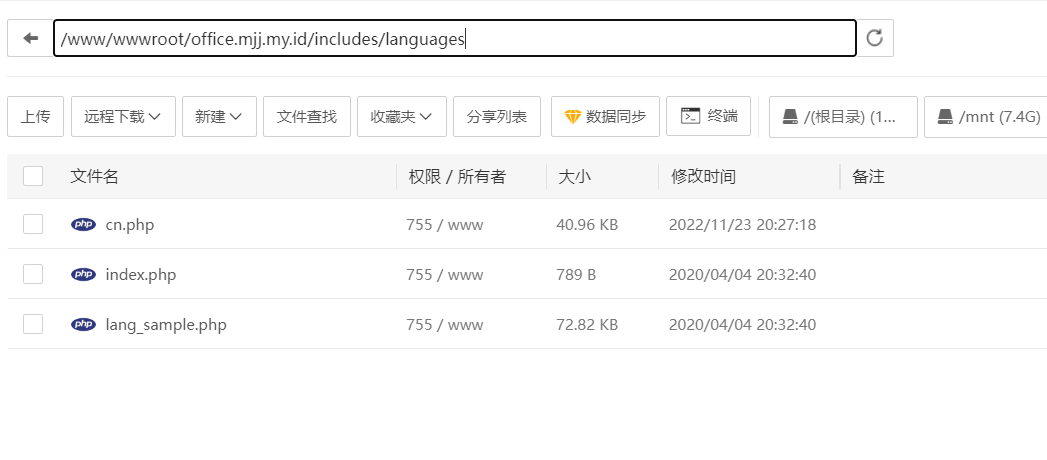 /www/wwwroot/office.mjj.my.id/includes/languages
上传 远程下载 新建 文件查找 收藏夹 分享列表 数据同步 终端 /(根目录) (1... /mnt (7.4G)
文件名 权限 / 所有者 大小 修改时间 备注
php cn.php 755 / www 40.96 KB 2022/11/23 20:27:18
php index.php 755 / www 789 B 2020/04/04 20:32:40
php lang_sample.php 755 / www 72.82 KB 2020/04/04 20:32:40